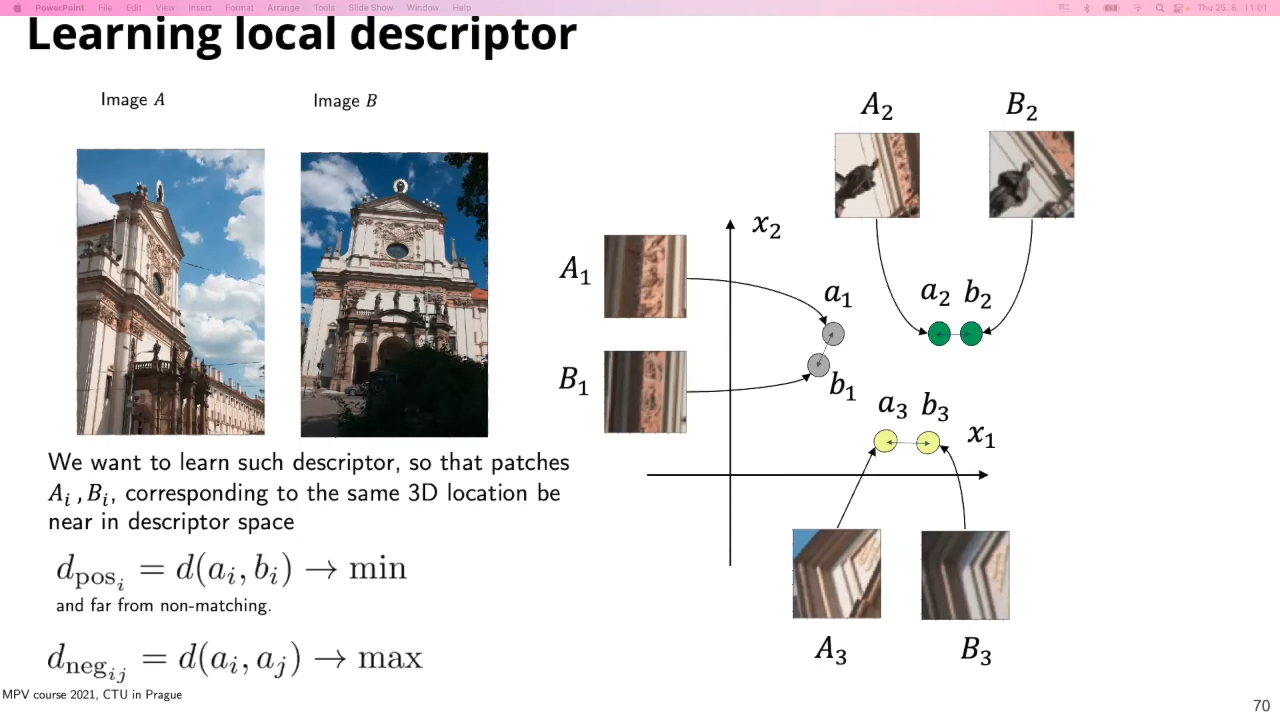 PowerPoint File Edit View Insert Format Arrange Tools Slide Show Window Help Thu 25. 6. 11:01
Learning local descriptor
Image A
Image B
A₂
B₂
x₂
A₁
a₁
a₂ b₂
B₁
b₁
a₃ b₃
x₁
We want to learn such descriptor, so that patches
Aᵢ , Bᵢ, corresponding to the same 3D location be
near in descriptor space
d_posᵢ = d(aᵢ, bᵢ) → min
and far from non-matching.
d_negᵢⱼ = d(aᵢ, aⱼ) → max
A₃
B₃
MPV course 2021, CTU in Prague
70